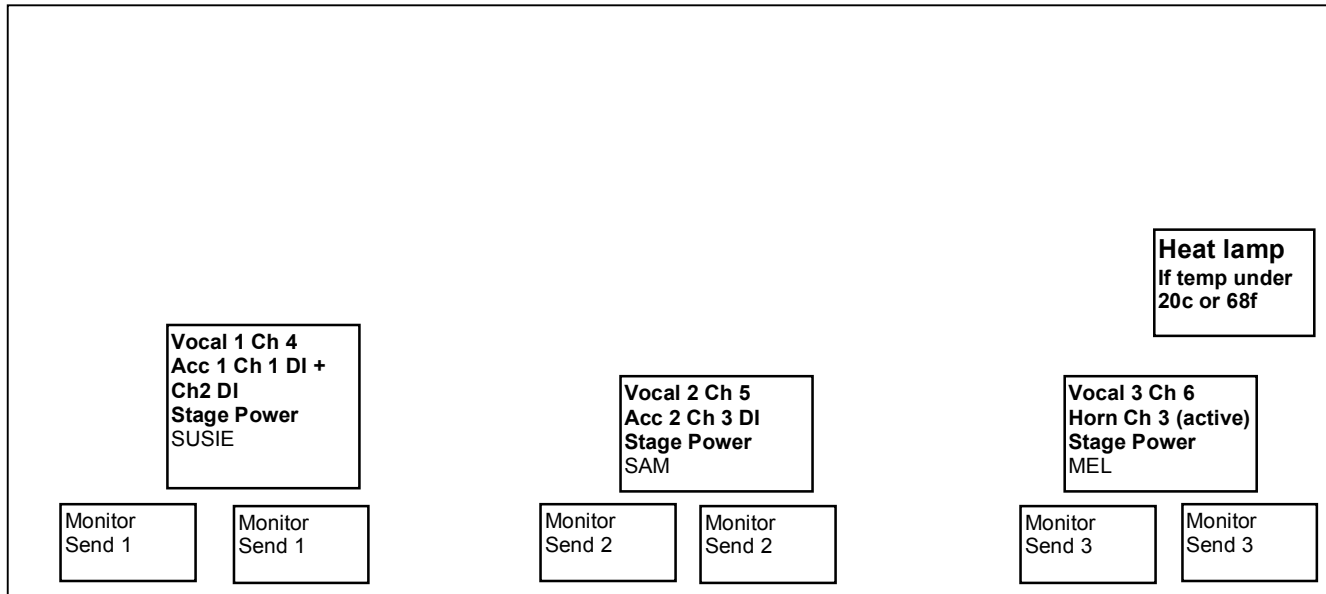 Heat lamp
If temp under
20c or 68f
Vocal 1 Ch 4
Acc 1 Ch 1 DI +
Ch2 DI
Stage Power
SUSIE
Vocal 2 Ch 5
Acc 2 Ch 3 DI
Stage Power
SAM
Vocal 3 Ch 6
Horn Ch 3 (active)
Stage Power
MEL
Monitor
Send 1
Monitor
Send 1
Monitor
Send 2
Monitor
Send 2
Monitor
Send 3
Monitor
Send 3